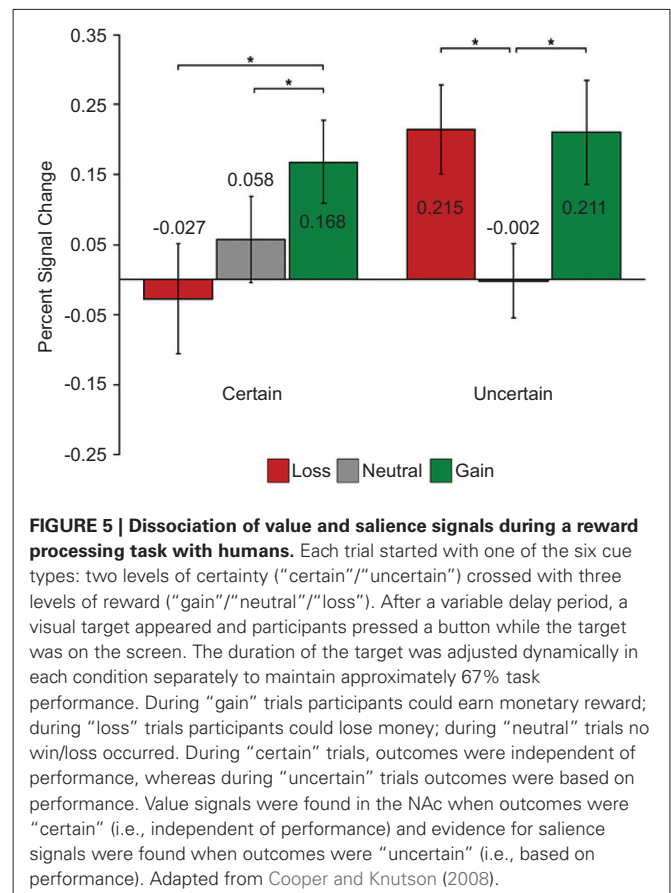 0.35
0.25
0.15
0.05
-0.05
-0.15
-0.25
Percent Signal Change
*
*
*
*
-0.027
0.058
0.168
0.215
-0.002
0.211
Certain
Uncertain
Loss
Neutral
Gain
FIGURE 5 | Dissociation of value and salience signals during a reward
processing task with humans. Each trial started with one of the six cue
types: two levels of certainty (“certain”/“uncertain”) crossed with three
levels of reward (“gain”/“neutral”/“loss”). After a variable delay period, a
visual target appeared and participants pressed a button while the target
was on the screen. The duration of the target was adjusted dynamically in
each condition separately to maintain approximately 67% task
performance. During “gain” trials participants could earn monetary reward;
during “loss” trials participants could lose money; during “neutral” trials no
win/loss occurred. During “certain” trials, outcomes were independent of
performance, whereas during “uncertain” trials outcomes were based on
performance. Value signals were found in the NAc when outcomes were
“certain” (i.e., independent of performance) and evidence for salience
signals were found when outcomes were “uncertain” (i.e., based on
performance). Adapted from Cooper and Knutson (2008).